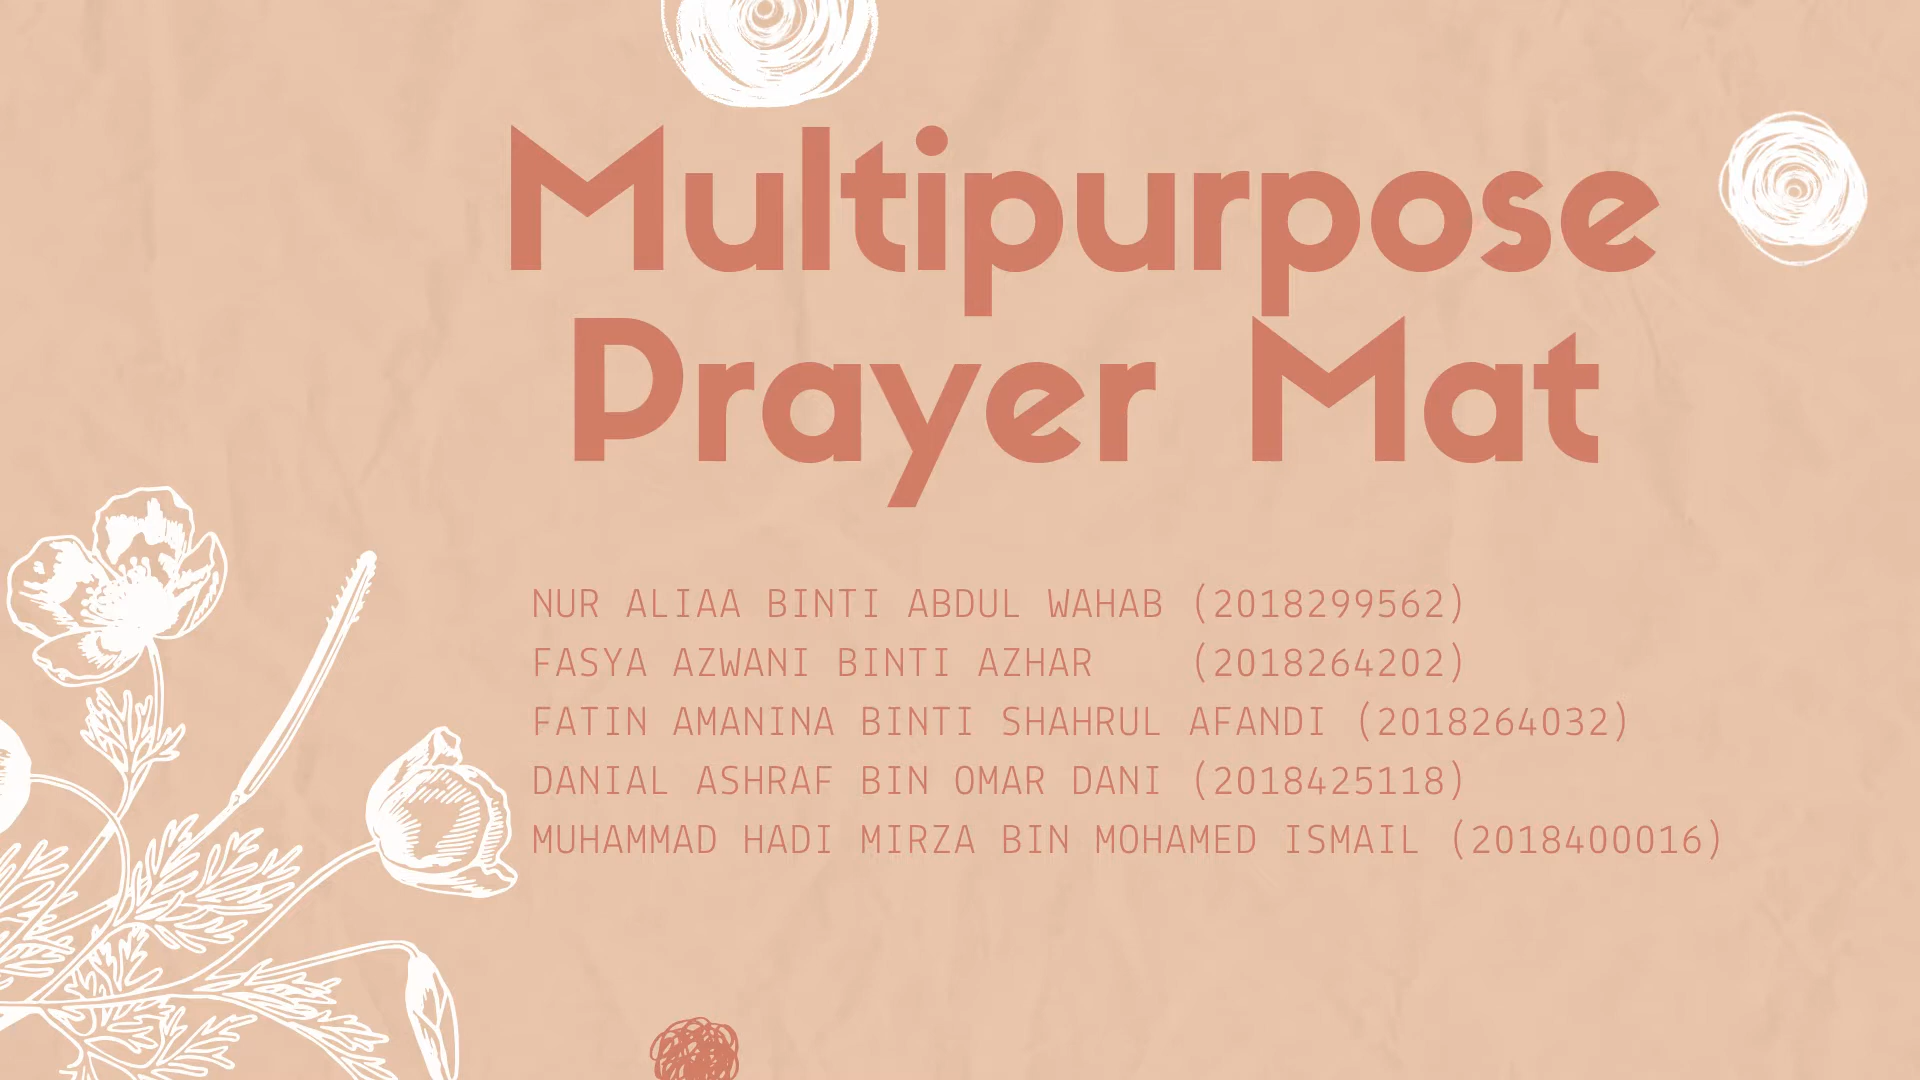 Multipurpose
Prayer Mat
NUR ALIAA BINTI ABDUL WAHAB (2018299562)
FASYA AZWANI BINTI AZHAR (2018264202)
FATIN AMANINA BINTI SHAHRUL AFANDI (2018264032)
DANIAL ASHRAF BIN OMAR DANI (2018425118)
MUHAMMAD HADI MIRZA BIN MOHAMED ISMAIL (2018400016)